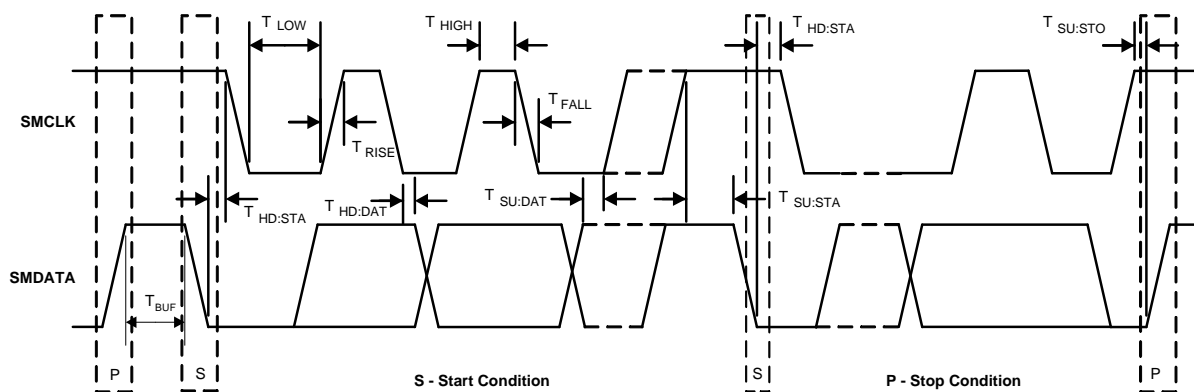 T LOW
T HIGH
T HD:STA
T SU:STO
SMCLK
T FALL
T RISE
T HD:STA
T HD:DAT
T SU:DAT
T SU:STA
SMDATA
T BUF
P
S
S - Start Condition
S
P - Stop Condition
P